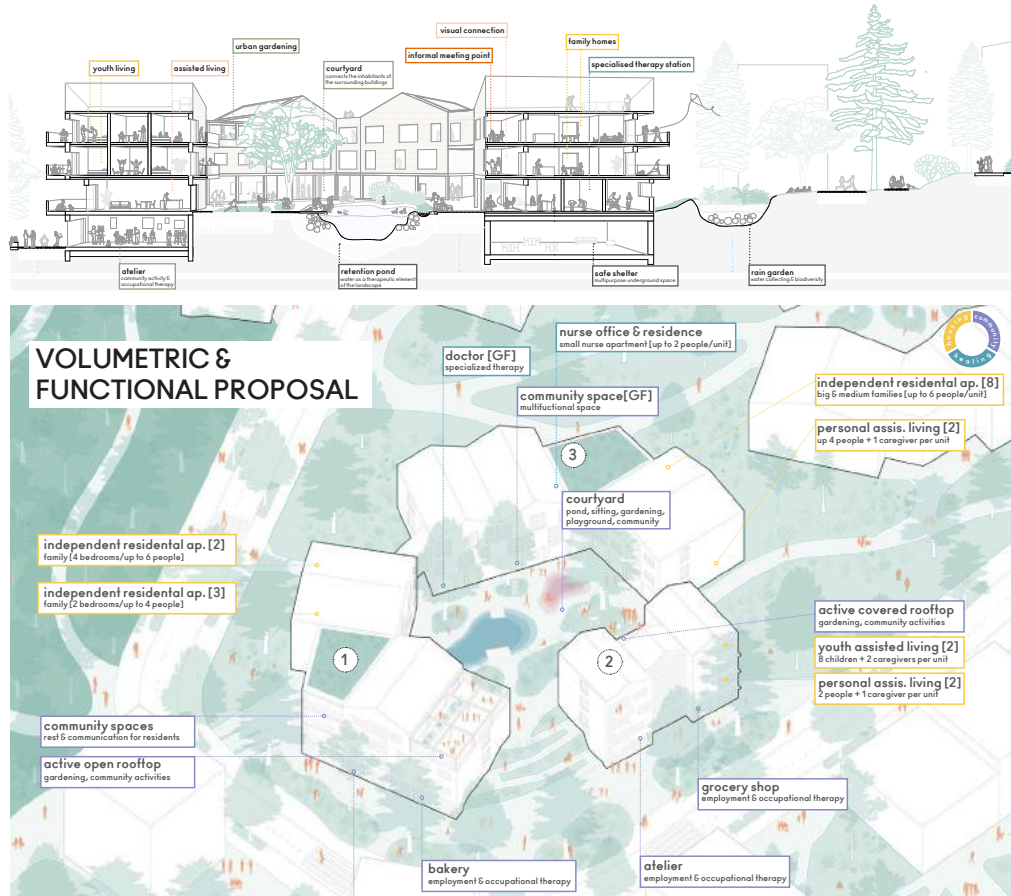 visual connection
urban gardening
informal meeting point
family homes
youth living
assisted living
courtyard
connects the inhabitants of
the surrounding buildings
specialised therapy station
atelier
community activity &
occupational therapy
retention pond
water as a therapeutic element
of the landscape
safe shelter
multipurpose underground space
rain garden
water collecting & biodiversity
VOLUMETRIC &
FUNCTIONAL PROPOSAL
housing
community
healing
nurse office & residence
small nurse apartment [up to 2 people/unit]
doctor [GF]
specialized therapy
community space[GF]
multifuctional space
independent residental ap. [8]
big & medium families [up to 6 people/unit]
personal assis. living [2]
up 4 people + 1 caregiver per unit
3
courtyard
pond, sitting, gardening,
playground, community
independent residental ap. [2]
family [4 bedrooms/up to 6 people]
independent residental ap. [3]
family [2 bedrooms/up to 4 people]
active covered rooftop
gardening, community activities
youth assisted living [2]
8 children + 2 caregivers per unit
personal assis. living [2]
2 people + 1 caregiver per unit
1
2
community spaces
rest & communication for residents
active open rooftop
gardening, community activities
grocery shop
employment & occupational therapy
bakery
employment & occupational therapy
atelier
employment & occupational therapy